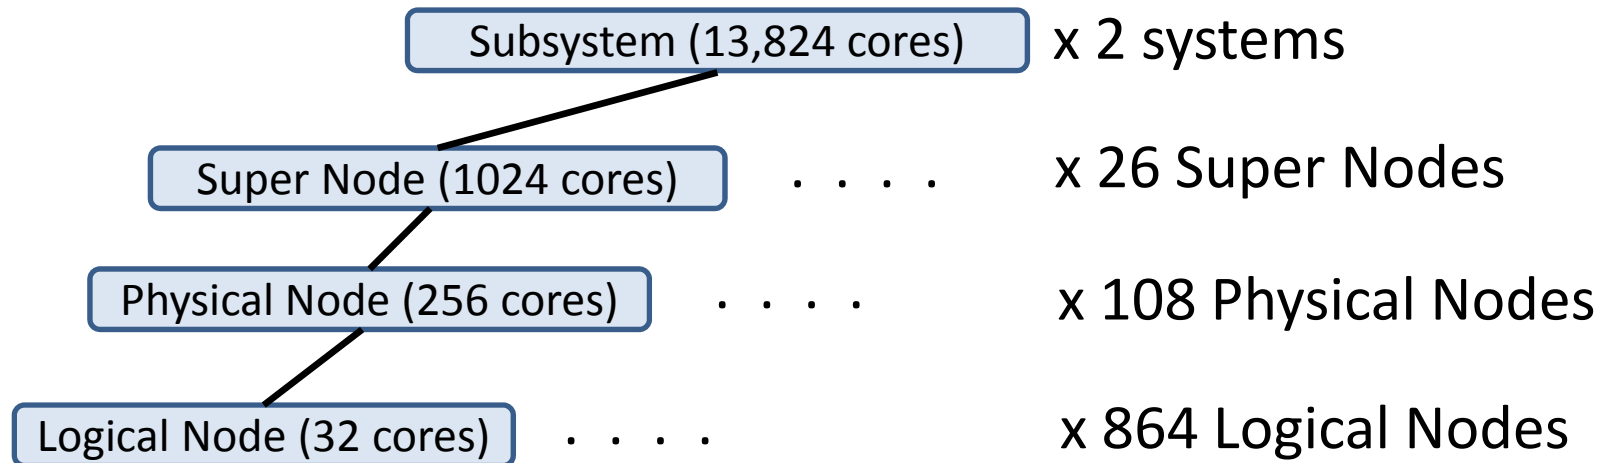 Subsystem (13,824 cores) x 2 systems
Super Node (1024 cores) . . . . x 26 Super Nodes
Physical Node (256 cores) . . . . x 108 Physical Nodes
Logical Node (32 cores) . . . . x 864 Logical Nodes